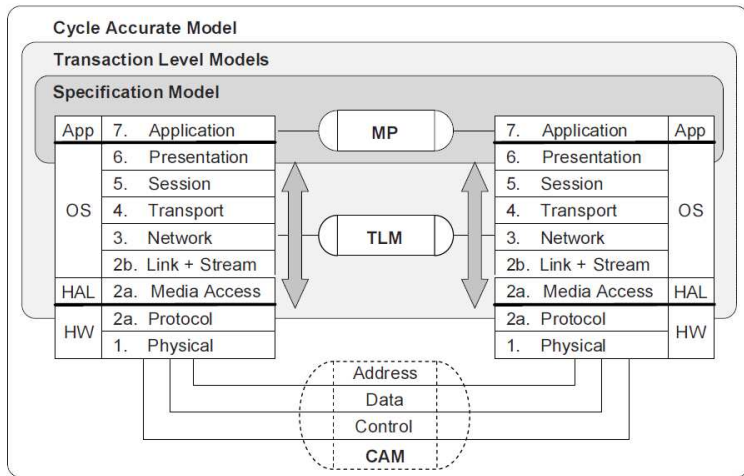 Cycle Accurate Model
Transaction Level Models
Specification Model
App 7. Application MP 7. Application App
6. Presentation 6. Presentation
5. Session 5. Session
OS 4. Transport 4. Transport OS
3. Network TLM 3. Network
2b. Link + Stream 2b. Link + Stream
HAL 2a. Media Access 2a. Media Access HAL
HW 2a. Protocol 2a. Protocol HW
1. Physical 1. Physical
Address
Data
Control
CAM